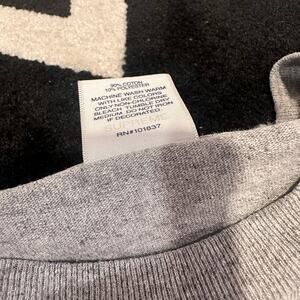 90% COTTON
10% POLYESTER
MACHINE WASH WARM
WITH LIKE COLORS
ONLY NON-CHLORINE
BLEACH TUMBLE DRY
MEDIUM. DO NOT IRON
IF DECORATED
SUPREME
RN#101837